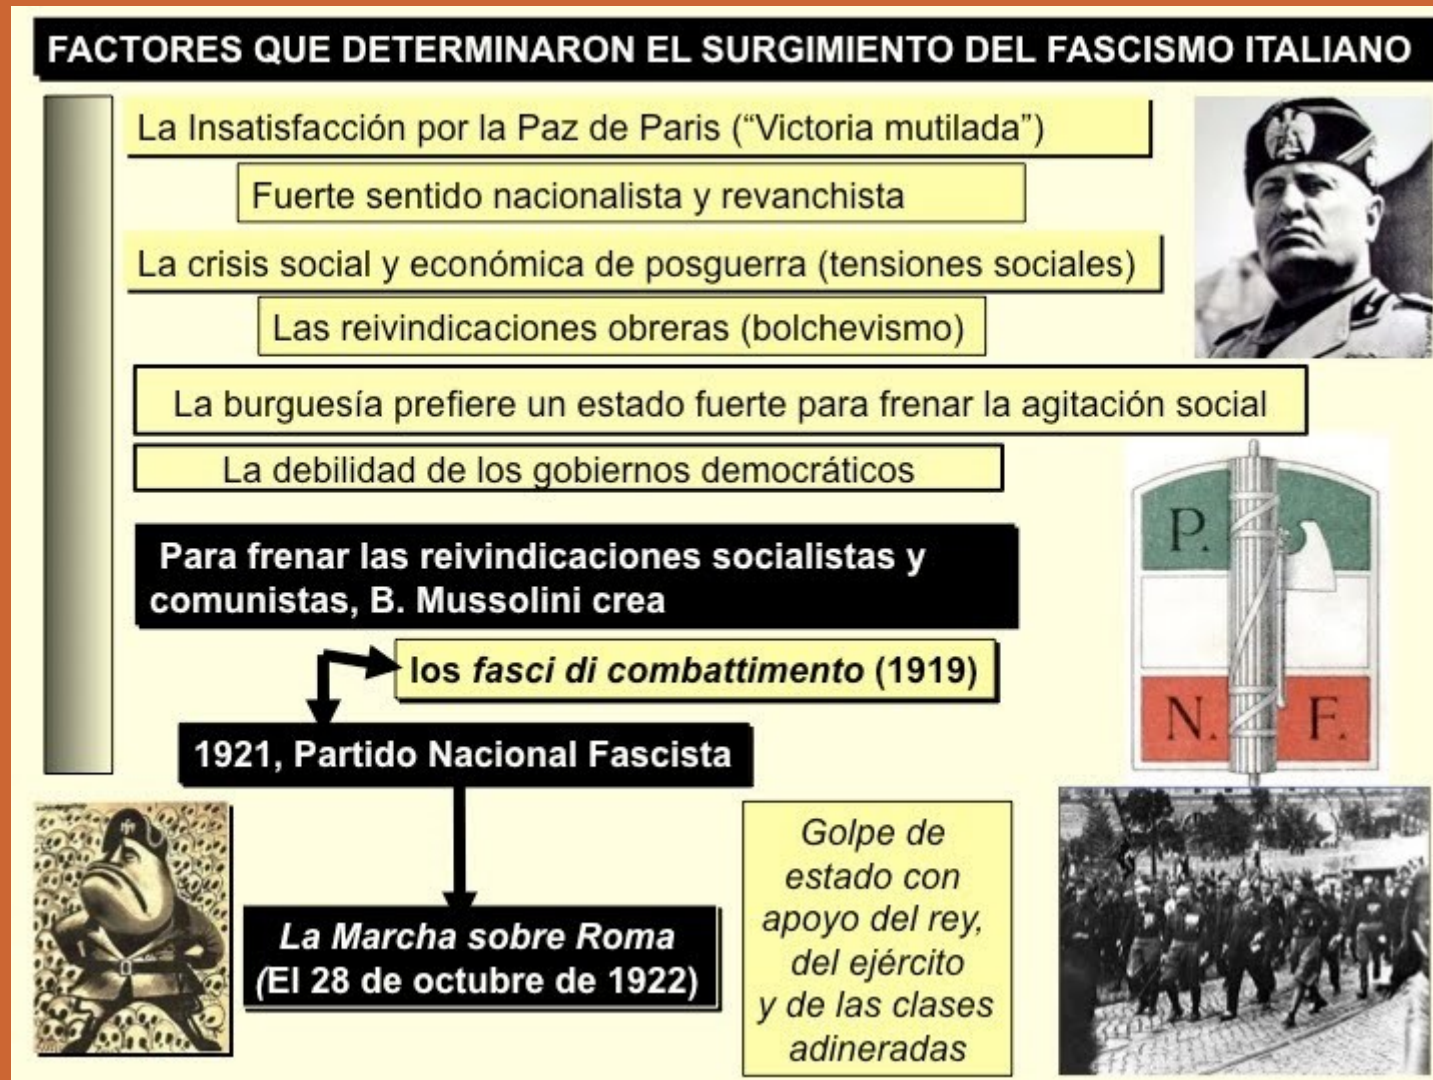 FACTORES QUE DETERMINARON EL SURGIMIENTO DEL FASCISMO ITALIANO
La Insatisfacción por la Paz de Paris (“Victoria mutilada”)
Fuerte sentido nacionalista y revanchista
La crisis social y económica de posguerra (tensiones sociales)
Las reivindicaciones obreras (bolchevismo)
La burguesía prefiere un estado fuerte para frenar la agitación social
La debilidad de los gobiernos democráticos
P.
N. F.
Para frenar las reivindicaciones socialistas y
comunistas, B. Mussolini crea
los fasci di combattimento (1919)
1921, Partido Nacional Fascista
La Marcha sobre Roma
(El 28 de octubre de 1922)
Golpe de
estado con
apoyo del rey,
del ejército
y de las clases
adineradas